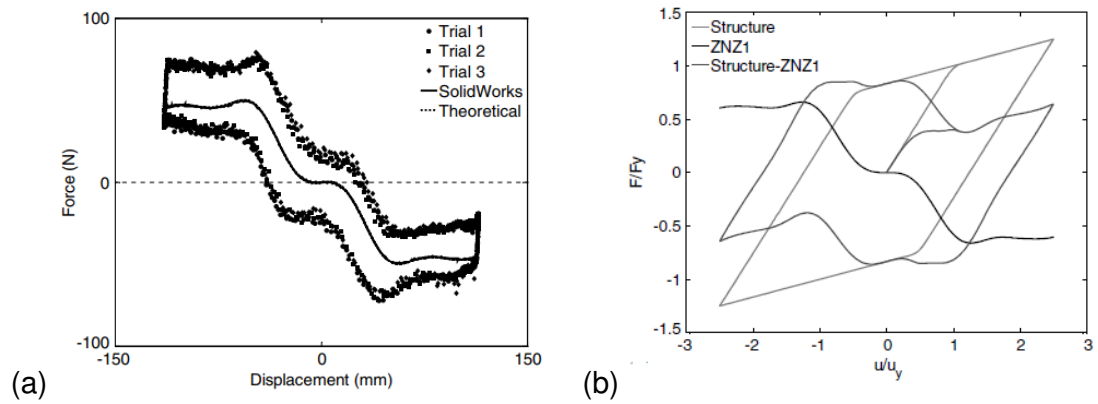 100
Trial 1
Trial 2
Trial 3
SolidWorks
Theoretical
Force (N)
0
-100
-150
0
150
Displacement (mm)
(a)
1.5
Structure
ZNZ1
Structure-ZNZ1
1
0.5
F/Fy
0
-0.5
-1
-1.5
-3
-2
-1
0
1
2
3
u/uy
(b)